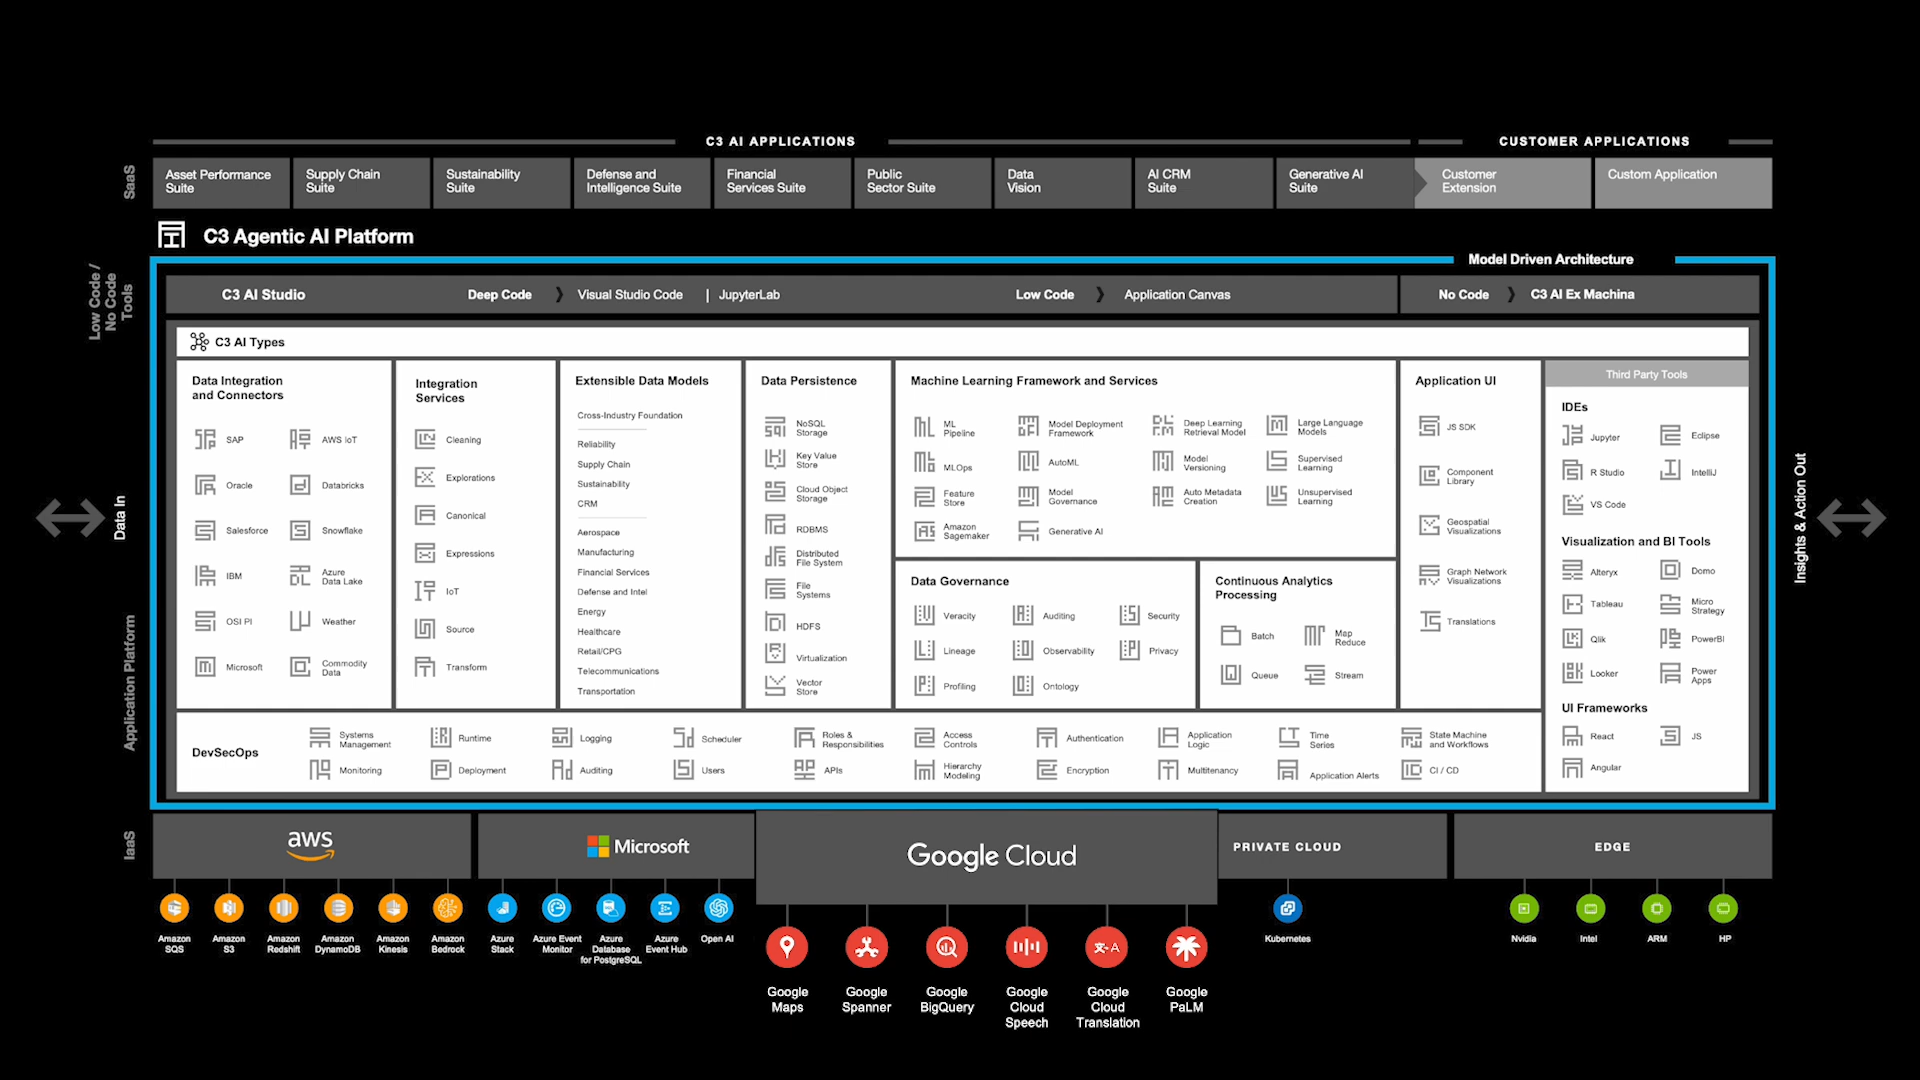 C3 AI APPLICATIONS
CUSTOMER APPLICATIONS
SaaS
Asset Performance
Suite
Supply Chain
Suite
Sustainability
Suite
Defense and
Intelligence Suite
Financial
Services Suite
Public
Sector Suite
Data
Vision
AI CRM
Suite
Generative AI
Suite
Customer
Extension
Custom Application
C3 Agentic AI Platform
Model Driven Architecture
Low Code /
No Code
Tools
C3 AI Studio
Deep Code
Visual Studio Code | JupyterLab
Low Code
Application Canvas
No Code
C3 AI Ex Machina
C3 AI Types
Data In
Application Platform
Data Integration
and Connectors
SAP
AWS IoT
Oracle
Databricks
Salesforce
Snowflake
IBM
Azure
Data Lake
OSI PI
Weather
Microsoft
Commodity
Data
Integration
Services
Cleaning
Explorations
Canonical
Expressions
IoT
Source
Transform
Extensible Data Models
Cross-Industry Foundation
Reliability
Supply Chain
Sustainability
CRM
Aerospace
Manufacturing
Financial Services
Defense and Intel
Energy
Healthcare
Retail/CPG
Telecommunications
Transportation
Data Persistence
NoSQL
Storage
Key Value
Store
Cloud Object
Storage
RDBMS
Distributed
File System
File
Systems
HDFS
Virtualization
Vector
Store
Machine Learning Framework and Services
ML
Pipeline
Model Deployment
Framework
Deep Learning
Retrieval Model
Large Language
Models
MLOps
AutoML
Model
Versioning
Supervised
Learning
Feature
Store
Model
Governance
Auto Metadata
Creation
Unsupervised
Learning
Amazon
Sagemaker
Generative AI
Data Governance
Veracity
Auditing
Security
Lineage
Observability
Privacy
Profiling
Ontology
Continuous Analytics
Processing
Batch
Map
Reduce
Queue
Stream
Application UI
JS SDK
Component
Library
Geospatial
Visualizations
Graph Network
Visualizations
Translations
Third Party Tools
IDEs
Jupyter
Eclipse
R Studio
IntelliJ
VS Code
Visualization and BI Tools
Alteryx
Domo
Tableau
Micro
Strategy
Qlik
PowerBI
Looker
Power
Apps
UI Frameworks
React
JS
Angular
Insights & Action Out
DevSecOps
Systems
Management
Runtime
Logging
Scheduler
Roles &
Responsibilities
Access
Controls
Authentication
Application
Logic
Time
Series
State Machine
and Workflows
Monitoring
Deployment
Auditing
Users
APIs
Hierarchy
Modeling
Encryption
Multitenancy
Application Alerts
CI / CD
IaaS
aws
Microsoft
Google Cloud
PRIVATE CLOUD
EDGE
Amazon
SQS
Amazon
S3
Amazon
Redshift
Amazon
DynamoDB
Amazon
Kinesis
Amazon
Bedrock
Azure
Stack
Azure Event
Monitor
Azure
Database
for PostgreSQL
Azure
Event Hub
Open AI
Google
Maps
Google
Spanner
Google
BigQuery
Google
Cloud
Speech
Google
Cloud
Translation
Google
PaLM
Kubernetes
Nvidia
Intel
ARM
HP